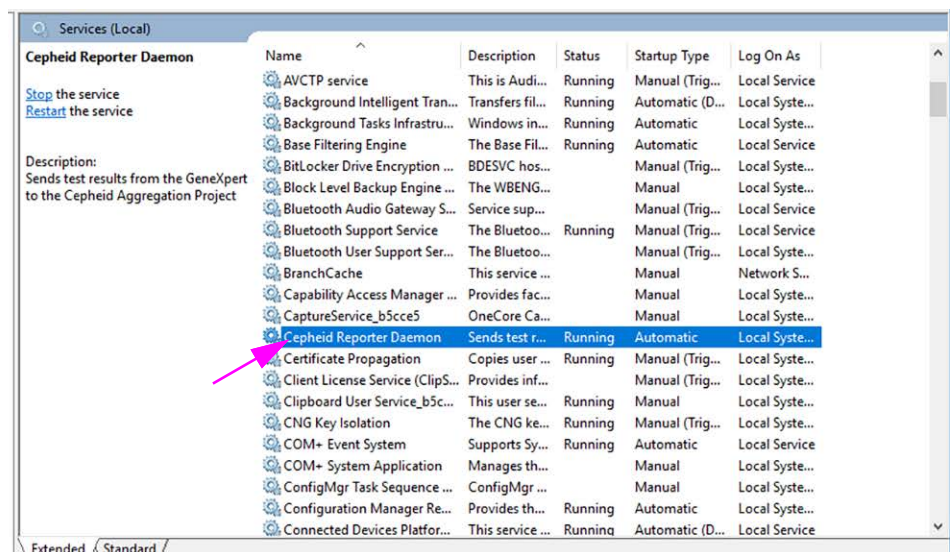 Services (Local)
Cepheid Reporter Daemon
Stop the service
Restart the service
Description:
Sends test results from the GeneXpert
to the Cepheid Aggregation Project
Name Description Status Startup Type Log On As
AVCTP service This is Audi... Running Manual (Trig... Local Service
Background Intelligent Tran... Transfers fil... Running Automatic (D... Local Syste...
Background Tasks Infrastru... Windows in... Running Automatic Local Syste...
Base Filtering Engine The Base Fil... Running Automatic Local Service
BitLocker Drive Encryption ... BDESVC hos... Manual (Trig... Local Syste...
Block Level Backup Engine ... The WBENG... Manual Local Syste...
Bluetooth Audio Gateway S... Service sup... Manual (Trig... Local Service
Bluetooth Support Service The Bluetoo... Running Manual (Trig... Local Service
Bluetooth User Support Ser... The Bluetoo... Manual (Trig... Local Syste...
BranchCache This service ... Manual Network S...
Capability Access Manager ... Provides fac... Manual Local Syste...
CaptureService_b5cce5 OneCore Ca... Manual Local Syste...
Cepheid Reporter Daemon Sends test r... Running Automatic Local Syste...
Certificate Propagation Copies user ... Running Manual (Trig... Local Syste...
Client License Service (ClipS... Provides inf... Manual (Trig... Local Syste...
Clipboard User Service_b5c... This user se... Running Manual Local Syste...
CNG Key Isolation The CNG ke... Running Manual (Trig... Local Syste...
COM+ Event System Supports Sy... Running Automatic Local Service
COM+ System Application Manages th... Manual Local Syste...
ConfigMgr Task Sequence ... ConfigMgr ... Manual Local Syste...
Configuration Manager Re... Provides th... Running Automatic Local Syste...
Connected Devices Platfor... This service ... Running Automatic (D... Local Service
Extended Standard